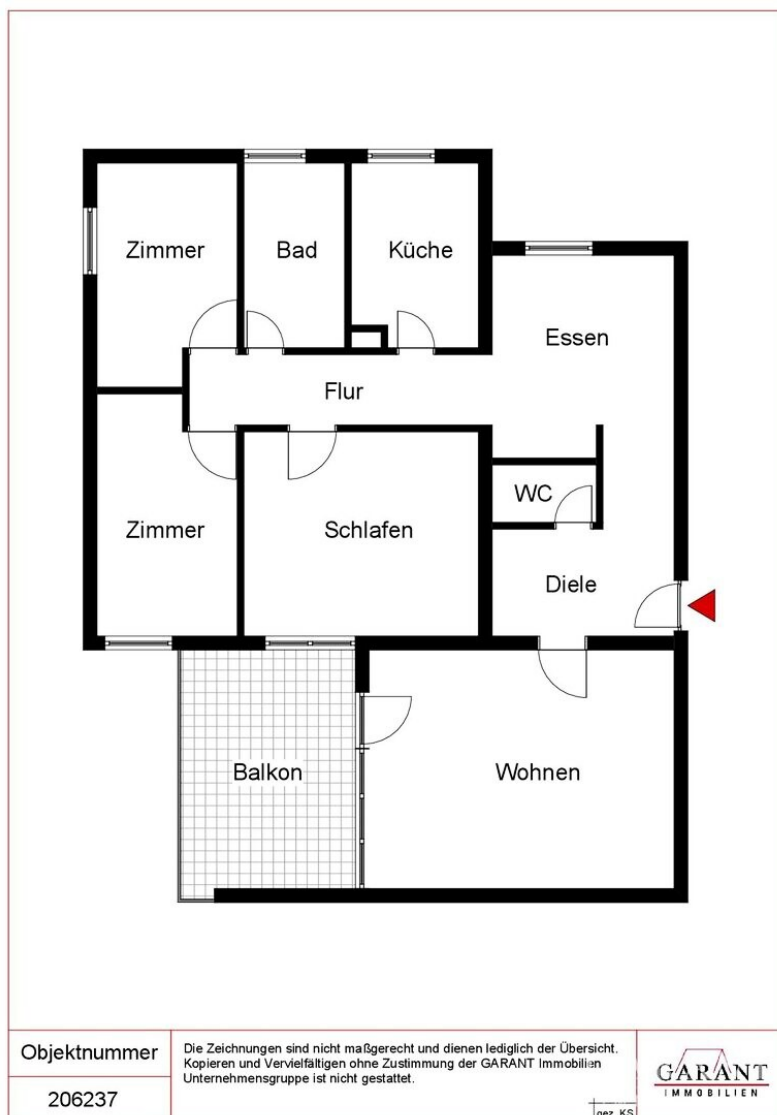 Zimmer
Bad
Küche
Essen
Flur
WC
Zimmer
Schlafen
Diele
Balkon
Wohnen
Objektnummer
206237
Die Zeichnungen sind nicht maßgerecht und dienen lediglich der Übersicht.
Kopieren und Vervielfältigen ohne Zustimmung der GARANT Immobilien
Unternehmensgruppe ist nicht gestattet.
gez. KS
GARANT
IMMOBILIEN